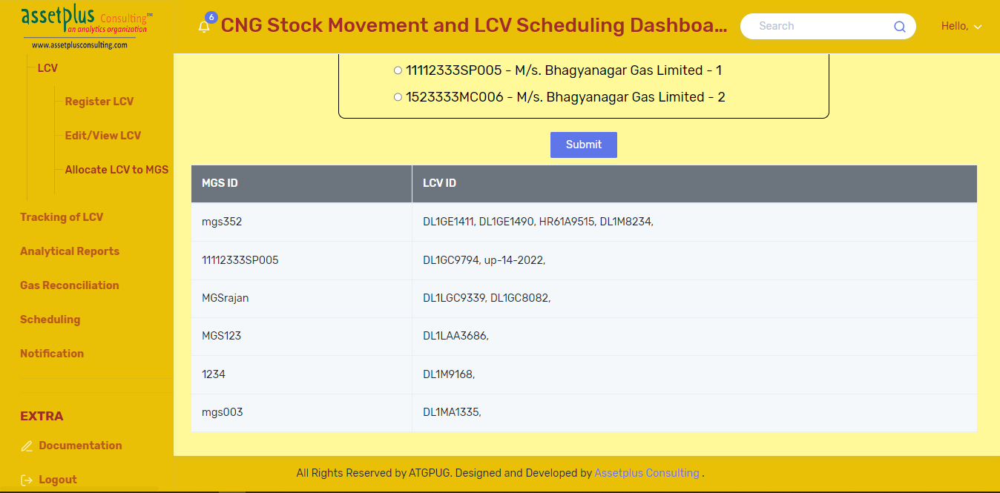 assetplus Consulting™
an analytics organization
www.assetplusconsulting.com
6
CNG Stock Movement and LCV Scheduling Dashboa...
Search
Hello,
LCV
Register LCV
Edit/View LCV
Allocate LCV to MGS
Tracking of LCV
Analytical Reports
Gas Reconciliation
Scheduling
Notification
EXTRA
Documentation
Logout
11112333SP005 - M/s. Bhagyanagar Gas Limited - 1
1523333MC006 - M/s. Bhagyanagar Gas Limited - 2
Submit
MGS ID LCV ID
mgs352 DL1GE1411, DL1GE1490, HR61A9515, DL1M8234,
11112333SP005 DL1GC9794, up-14-2022,
MGSrajan DL1LGC9339, DL1GC8082,
MGS123 DL1LAA3686,
1234 DL1M9168,
mgs003 DL1MA1335,
All Rights Reserved by ATGPUG. Designed and Developed by Assetplus Consulting .